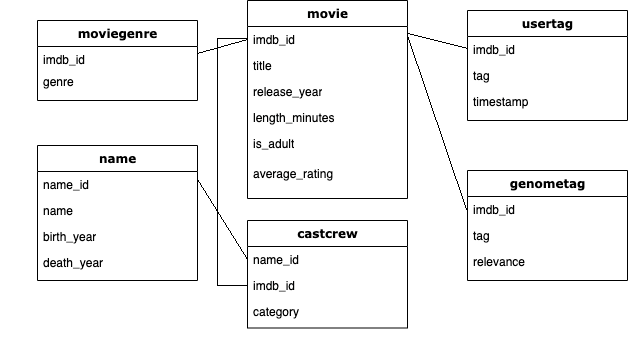 moviegenre
imdb_id
genre
movie
imdb_id
title
release_year
length_minutes
is_adult
average_rating
usertag
imdb_id
tag
timestamp
name
name_id
name
birth_year
death_year
castcrew
name_id
imdb_id
category
genometag
imdb_id
tag
relevance